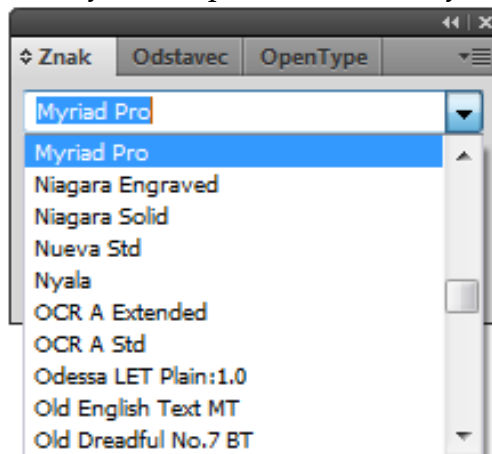 Znak Odstavec OpenType
Myriad Pro
Myriad Pro
Niagara Engraved
Niagara Solid
Nueva Std
Nyala
OCR A Extended
OCR A Std
Odessa LET Plain:1.0
Old English Text MT
Old Dreadful No.7 BT